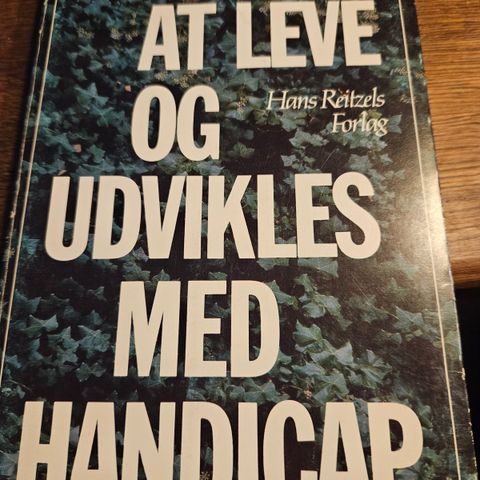 AT LEVE
OG
Hans Reitzels
Forlag
UDVIKLES
MED
HANDICAP